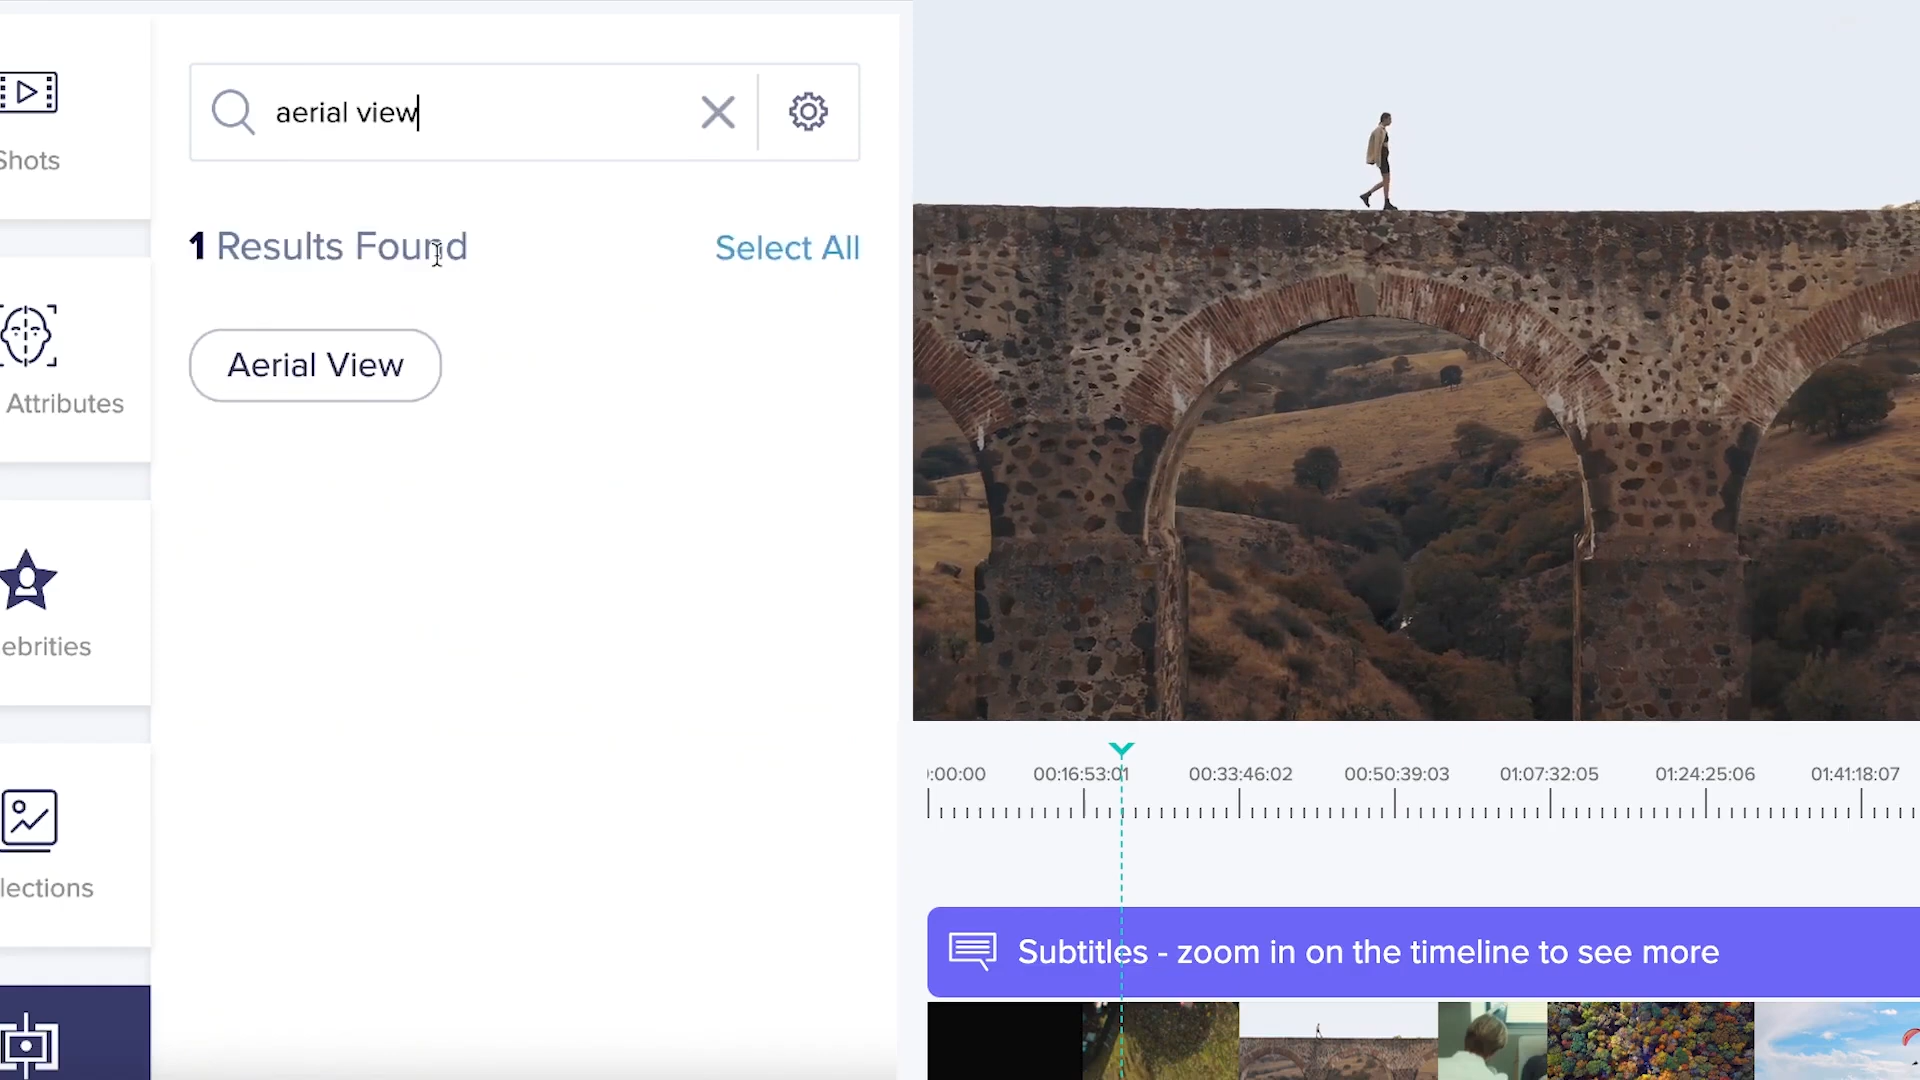 Shots
aerial view
1 Results Found
Select All
Aerial View
Attributes
ebrities
lections
:00:00
00:16:53:01
00:33:46:02
00:50:39:03
01:07:32:05
01:24:25:06
01:41:18:07
Subtitles - zoom in on the timeline to see more